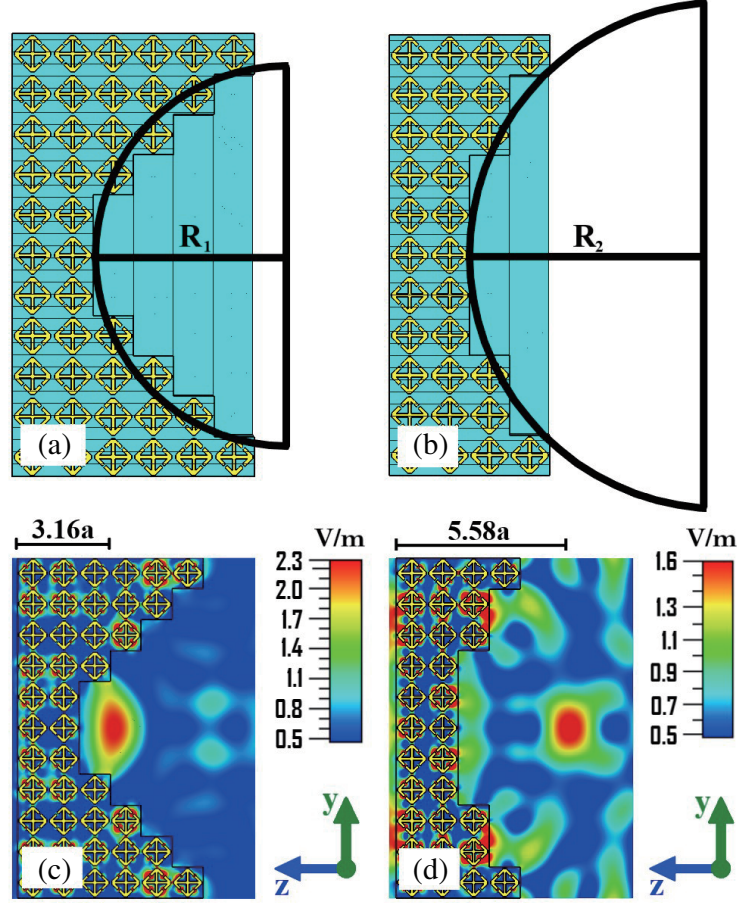 R₁
R₂
(a)
(b)
3.16a
V/m
5.58a
V/m
2.3
2.0
1.7
1.4
1.1
0.8
0.5
1.6
1.3
1.1
0.9
0.7
0.5
y
z
(c)
y
z
(d)